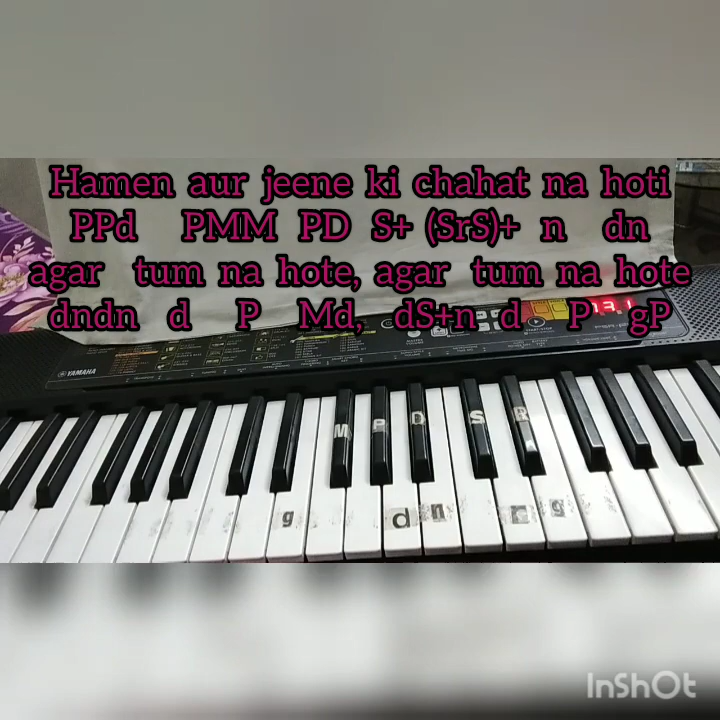 Hamen aur jeene ki chahat na hoti
PPd PMM PD S+ (SrS)+ n dn
agar tum na hote, agar tum na hote
dndn d P Md, dS+n d P gP
YAMAHA
M P D S R
g d n r g
InShOt